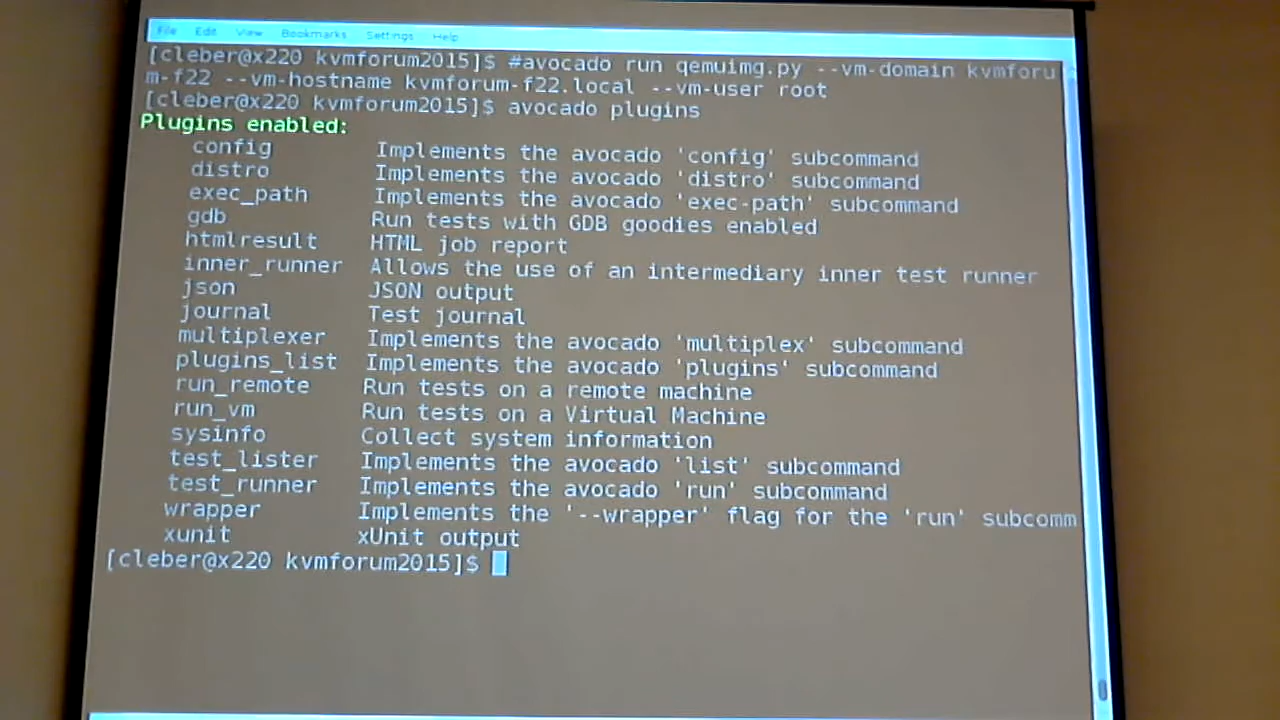 File Edit View Bookmarks Settings Help
[cleber@x220 kvmforum2015]$ #avocado run qemuimg.py --vm-domain kvmforu
m-f22 --vm-hostname kvmforum-f22.local --vm-user root
[cleber@x220 kvmforum2015]$ avocado plugins
Plugins enabled:
config Implements the avocado 'config' subcommand
distro Implements the avocado 'distro' subcommand
exec_path Implements the avocado 'exec-path' subcommand
gdb Run tests with GDB goodies enabled
htmlresult HTML job report
inner_runner Allows the use of an intermediary inner test runner
json JSON output
journal Test journal
multiplexer Implements the avocado 'multiplex' subcommand
plugins_list Implements the avocado 'plugins' subcommand
run_remote Run tests on a remote machine
run_vm Run tests on a Virtual Machine
sysinfo Collect system information
test_lister Implements the avocado 'list' subcommand
test_runner Implements the avocado 'run' subcommand
wrapper Implements the '--wrapper' flag for the 'run' subcomm
xunit xUnit output
[cleber@x220 kvmforum2015]$